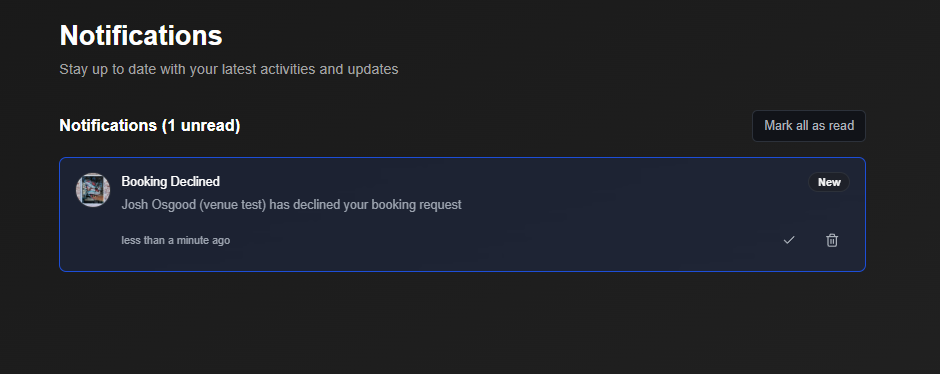 Notifications
Stay up to date with your latest activities and updates
Notifications (1 unread)
Mark all as read
Booking Declined
New
Josh Osgood (venue test) has declined your booking request
less than a minute ago